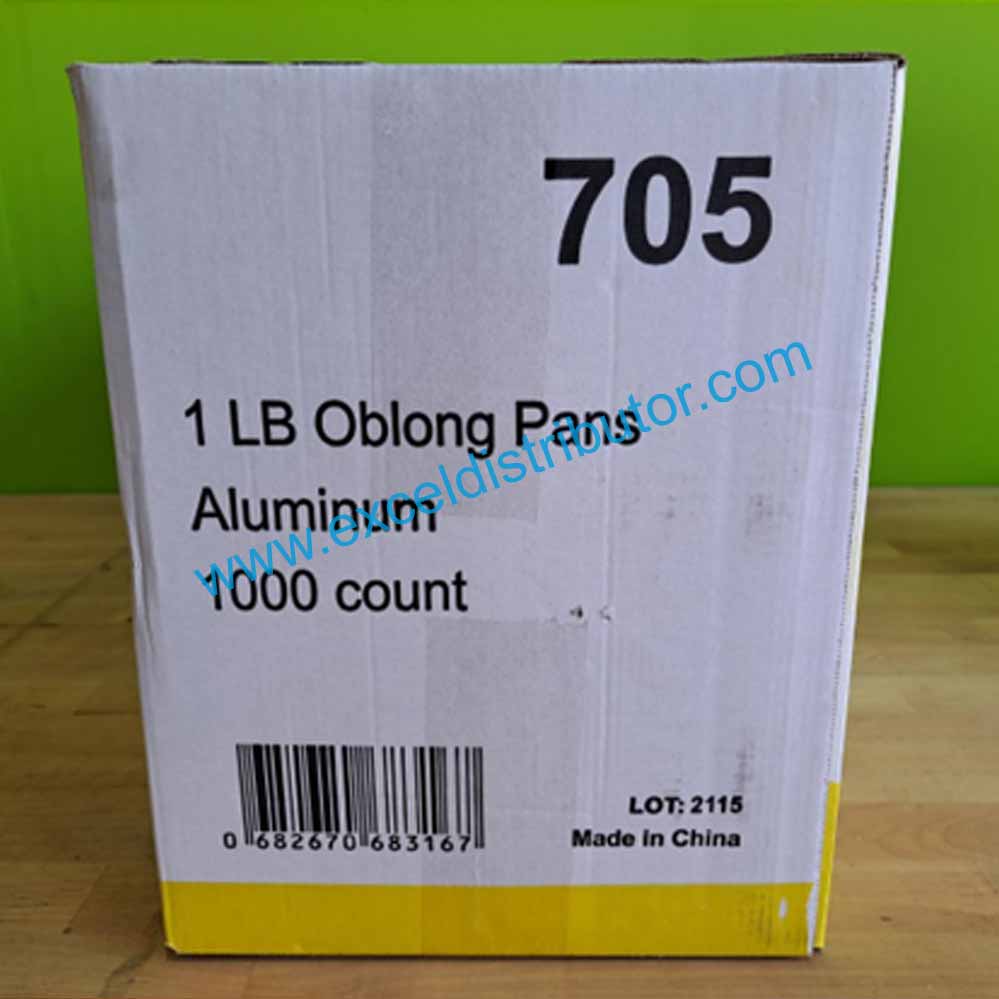 705
1 LB Oblong Pans
www.exceldistributor.com
Aluminum
1000 count
0 682670 683167
LOT: 2115
Made in China